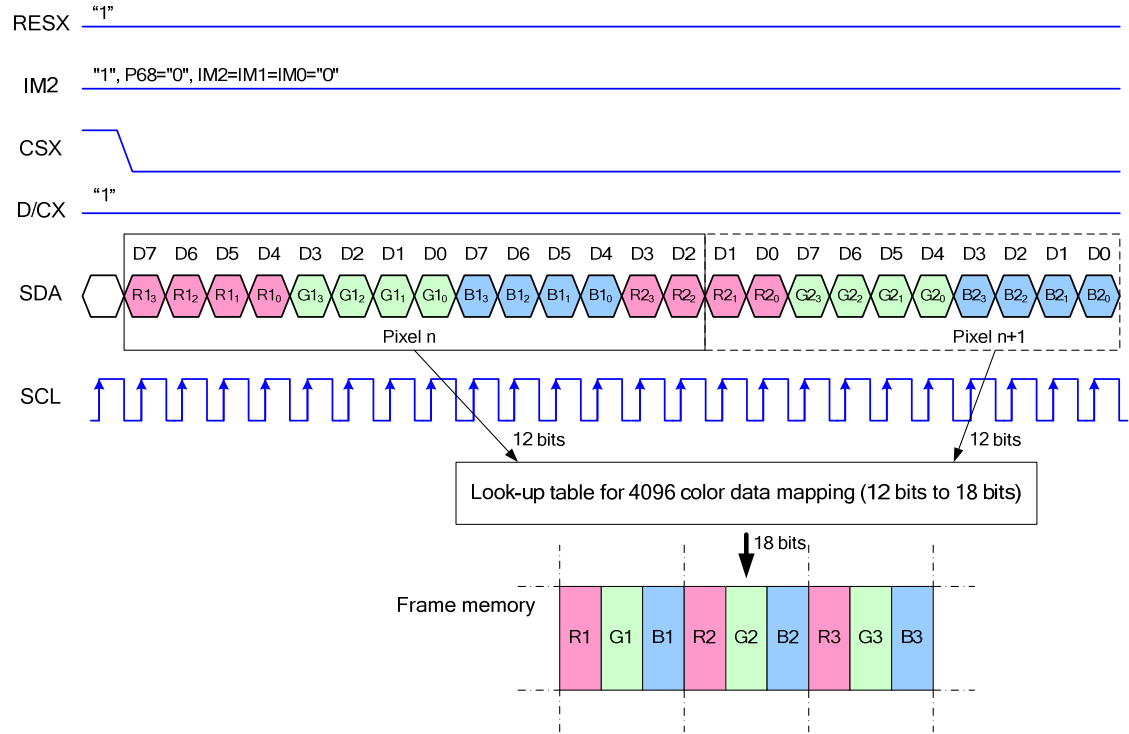 RESX “1”
IM2 "1", P68="0", IM2=IM1=IM0="0"
CSX
D/CX “1”
D7 D6 D5 D4 D3 D2 D1 D0 D7 D6 D5 D4 D3 D2 D1 D0 D7 D6 D5 D4 D3 D2 D1 D0
SDA R1₃ R1₂ R1₁ R1₀ G1₃ G1₂ G1₁ G1₀ B1₃ B1₂ B1₁ B1₀ R2₃ R2₂ R2₁ R2₀ G2₃ G2₂ G2₁ G2₀ B2₃ B2₂ B2₁ B2₀
Pixel n Pixel n+1
SCL
12 bits 12 bits
Look-up table for 4096 color data mapping (12 bits to 18 bits)
18 bits
Frame memory
R1 G1 B1 R2 G2 B2 R3 G3 B3